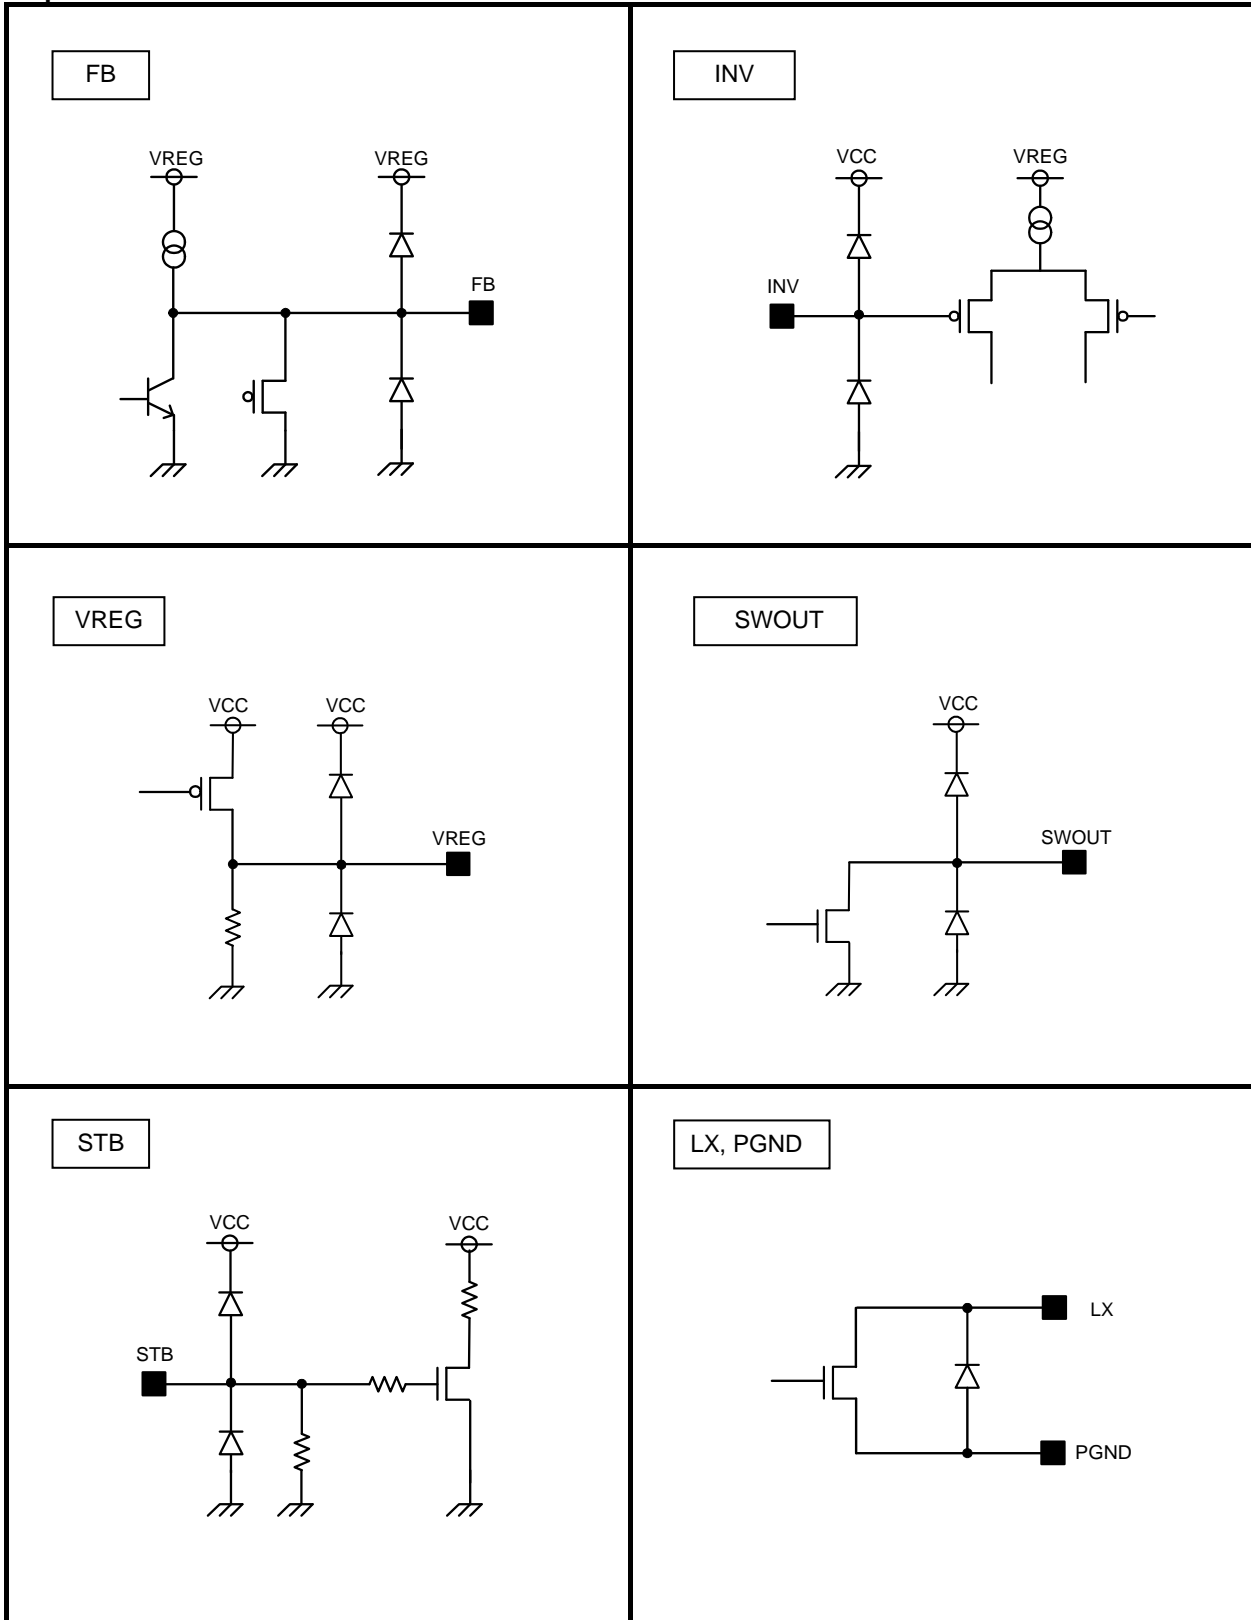 FB
VREG
VREG
FB
INV
VCC
VREG
INV
VREG
VCC
VCC
VREG
SWOUT
VCC
SWOUT
STB
VCC
VCC
STB
LX, PGND
LX
PGND